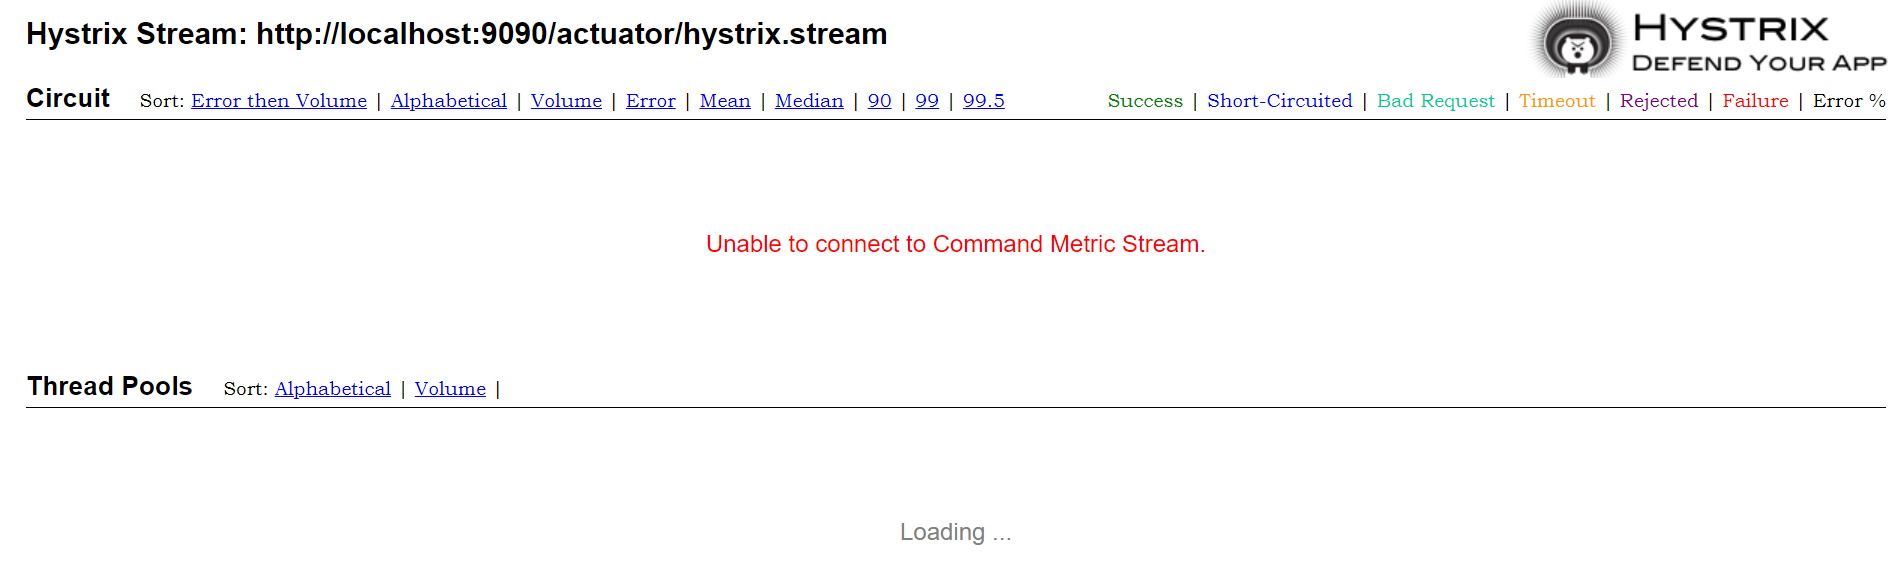 Hystrix Stream: http://localhost:9090/actuator/hystrix.stream
HYSTRIX
DEFEND YOUR APP
Circuit Sort: Error then Volume | Alphabetical | Volume | Error | Mean | Median | 90 | 99 | 99.5
Success | Short-Circuited | Bad Request | Timeout | Rejected | Failure | Error %
Unable to connect to Command Metric Stream.
Thread Pools Sort: Alphabetical | Volume |
Loading ...